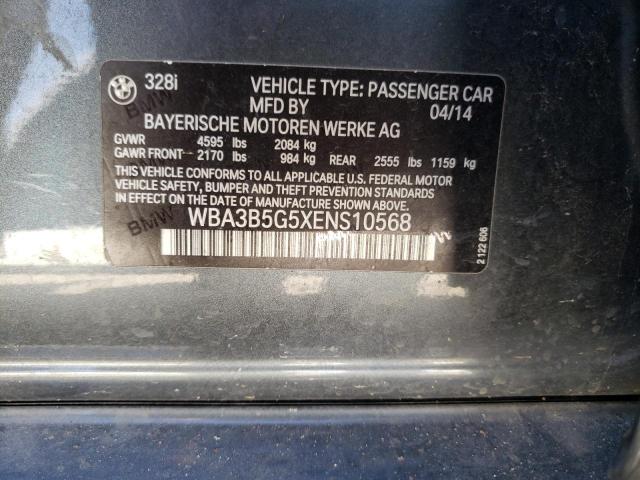 328i VEHICLE TYPE: PASSENGER CAR
MFD BY 04/14
BAYERISCHE MOTOREN WERKE AG
GVWR 4595 lbs 2084 kg
GAWR FRONT 2170 lbs 984 kg REAR 2555 lbs 1159 kg
THIS VEHICLE CONFORMS TO ALL APPLICABLE U.S. FEDERAL MOTOR
VEHICLE SAFETY, BUMPER AND THEFT PREVENTION STANDARDS
IN EFFECT ON THE DATE OF MANUFACTURE SHOWN ABOVE.
WBA3B5G5XENS10568
2 122 606
BMW
BMW